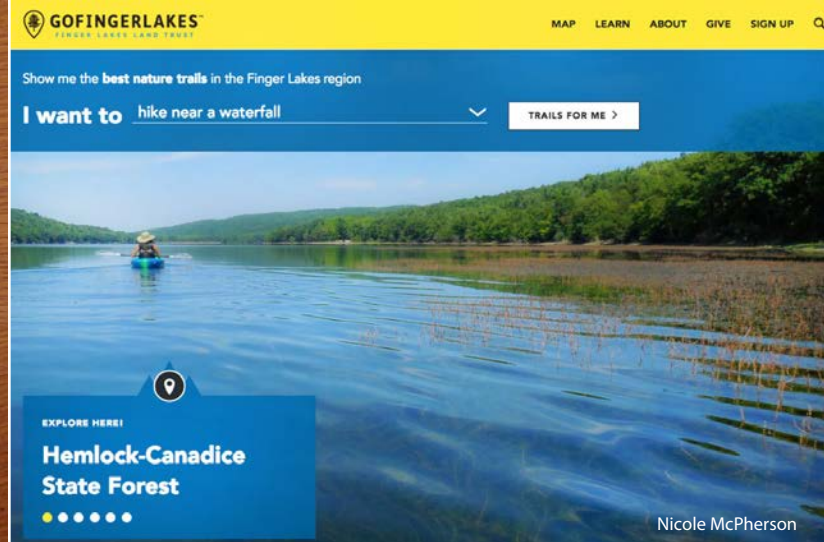 GOFINGERLAKES™
FINGER LAKES LAND TRUST
MAP LEARN ABOUT GIVE SIGN UP
Show me the best nature trails in the Finger Lakes region
I want to hike near a waterfall
TRAILS FOR ME >
EXPLORE HERE!
Hemlock-Canadice
State Forest
Nicole McPherson